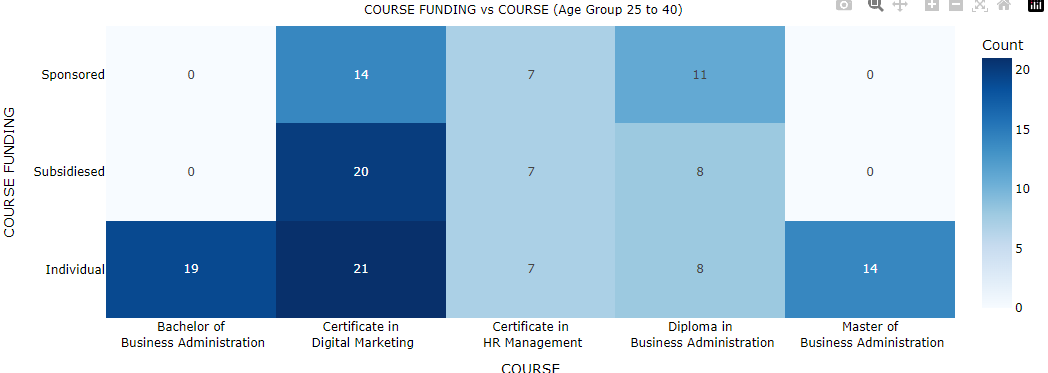 COURSE FUNDING vs COURSE (Age Group 25 to 40)
Count
Sponsored
0
14
7
11
0
Subsidiesed
0
20
7
8
0
Individual
19
21
7
8
14
COURSE FUNDING
20
15
10
5
0
Bachelor of
Business Administration
Certificate in
Digital Marketing
Certificate in
HR Management
Diploma in
Business Administration
Master of
Business Administration
COURSE